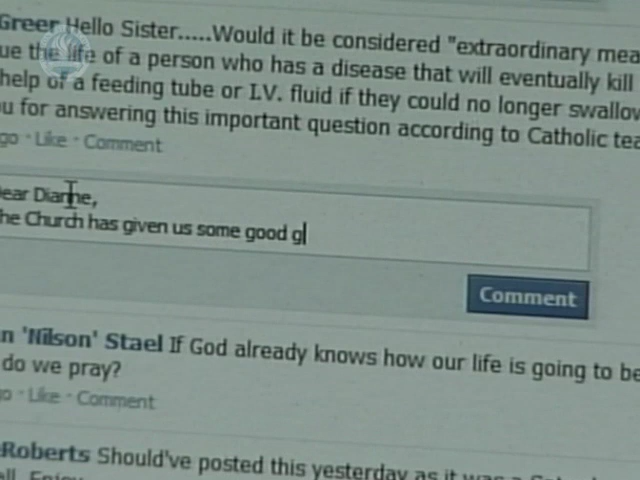 Greer Hello Sister.....Would it be considered "extraordinary mea
ue the life of a person who has a disease that will eventually kill
help of a feeding tube or I.V. fluid if they could no longer swallow
u for answering this important question according to Catholic tea
go · Like · Comment
ear Dianne,
he Church has given us some good g
Comment
n 'Nilson' Stael If God already knows how our life is going to be
do we pray?
go · Like · Comment
Roberts Should've posted this yesterday as it was a